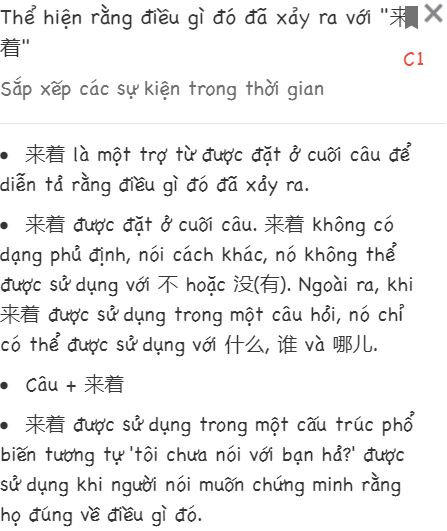 Thể hiện rằng điều gì đó đã xảy ra với "来
着"
C1
Sắp xếp các sự kiện trong thời gian
• 来着 là một trợ từ được đặt ở cuối câu để
diễn tả rằng điều gì đó đã xảy ra.
• 来着 được đặt ở cuối câu. 来着 không có
dạng phủ định, nói cách khác, nó không thể
được sử dụng với 不 hoặc 没(有). Ngoài ra, khi
来着 được sử dụng trong một câu hỏi, nó chỉ
có thể được sử dụng với 什么, 谁 và 哪儿.
• Câu + 来着
• 来着 được sử dụng trong một cấu trúc phổ
biến tương tự 'tôi chưa nói với bạn hả?' được
sử dụng khi người nói muốn chứng minh rằng
họ đúng về điều gì đó.